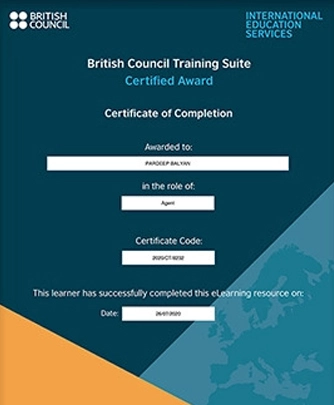 BRITISH
COUNCIL
INTERNATIONAL
EDUCATION
SERVICES
British Council Training Suite
Certified Award
Certificate of Completion
Awarded to:
PARDEEP BALYAN
in the role of:
Agent
Certificate Code:
2020/CT-9232
This learner has successfully completed this eLearning resource on:
Date:
26/07/2020